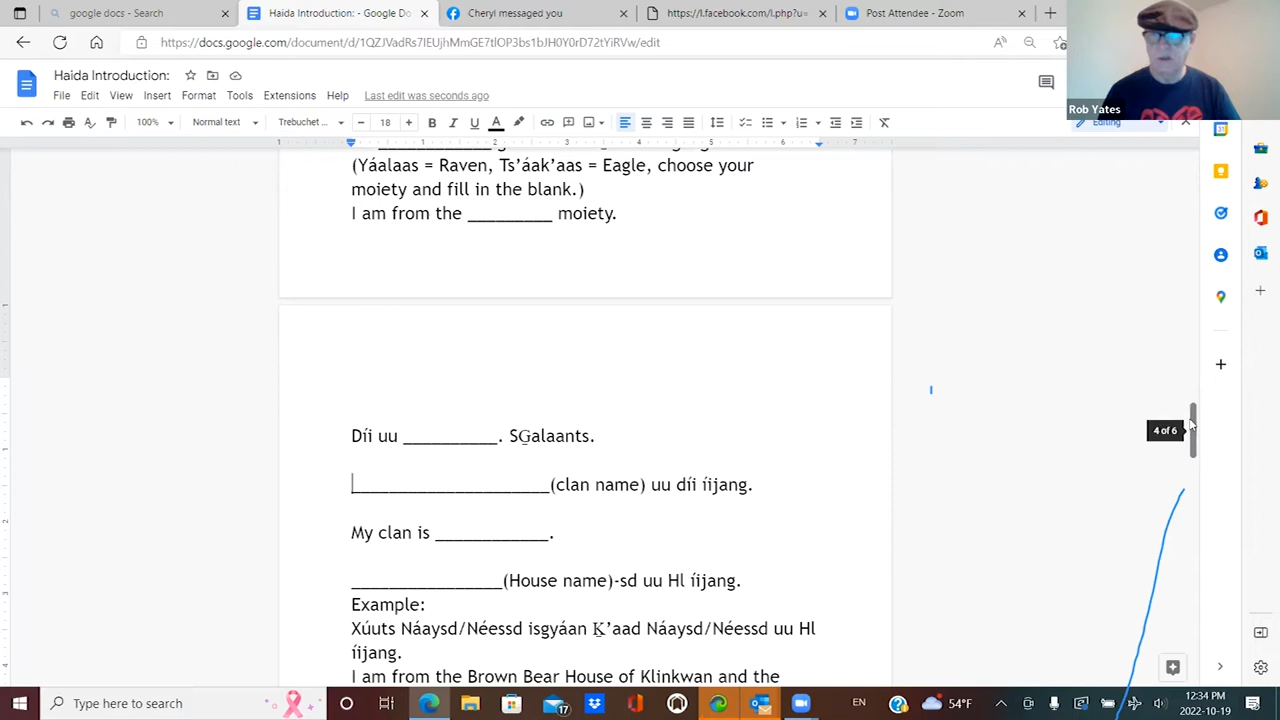 google docs - Search
Haida Introduction: - Google Do
Cheryl messaged you
https://l.facebook.com/l.php?u=
Post Attendee - Zoom
https://docs.google.com/document/d/1QZJVadRs7IEUjhMmGE7tlOP3bs1bJH0Y0rD72tYiRVw/edit
Haida Introduction:
File Edit View Insert Format Tools Extensions Help Last edit was seconds ago
Rob Yates
100% Normal text Trebuchet ... 18 Editing
(Yáalaas = Raven, Ts’áak’aas = Eagle, choose your
moiety and fill in the blank.)
I am from the _________ moiety.
Díi uu __________. SG̲alaants.
_____________________(clan name) uu díi íijang.
My clan is ____________.
________________(House name)-sd uu Hl íijang.
Example:
Xúuts Náaysd/Néessd isgyáan Ḵ’aad Náaysd/Néessd uu Hl
íijang.
I am from the Brown Bear House of Klinkwan and the
4 of 6
Type here to search
17
EN
54°F
12:34 PM
2022-10-19